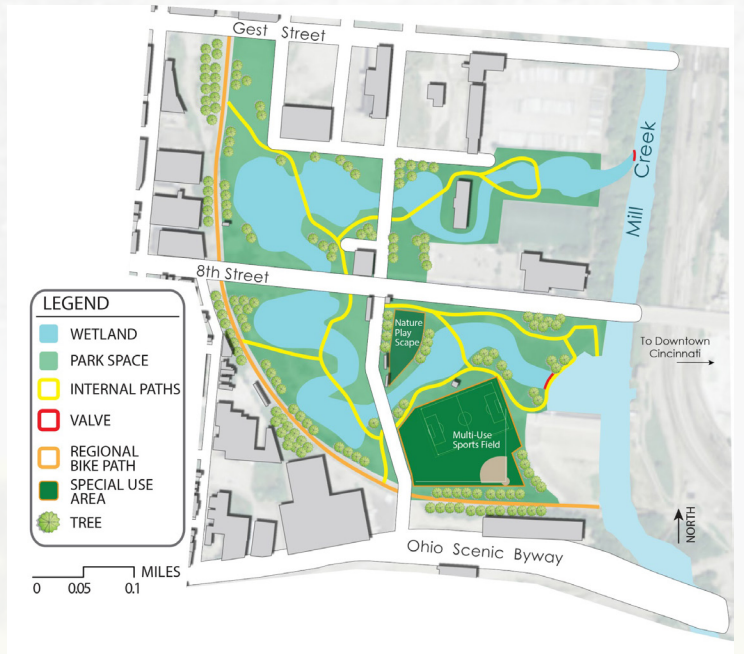 Gest Street
Mill Creek
8th Street
Nature
Play
Scape
To Downtown
Cincinnati
Multi-Use
Sports Field
Ohio Scenic Byway
NORTH
LEGEND
WETLAND
PARK SPACE
INTERNAL PATHS
VALVE
REGIONAL
BIKE PATH
SPECIAL USE
AREA
TREE
MILES
0 0.05 0.1